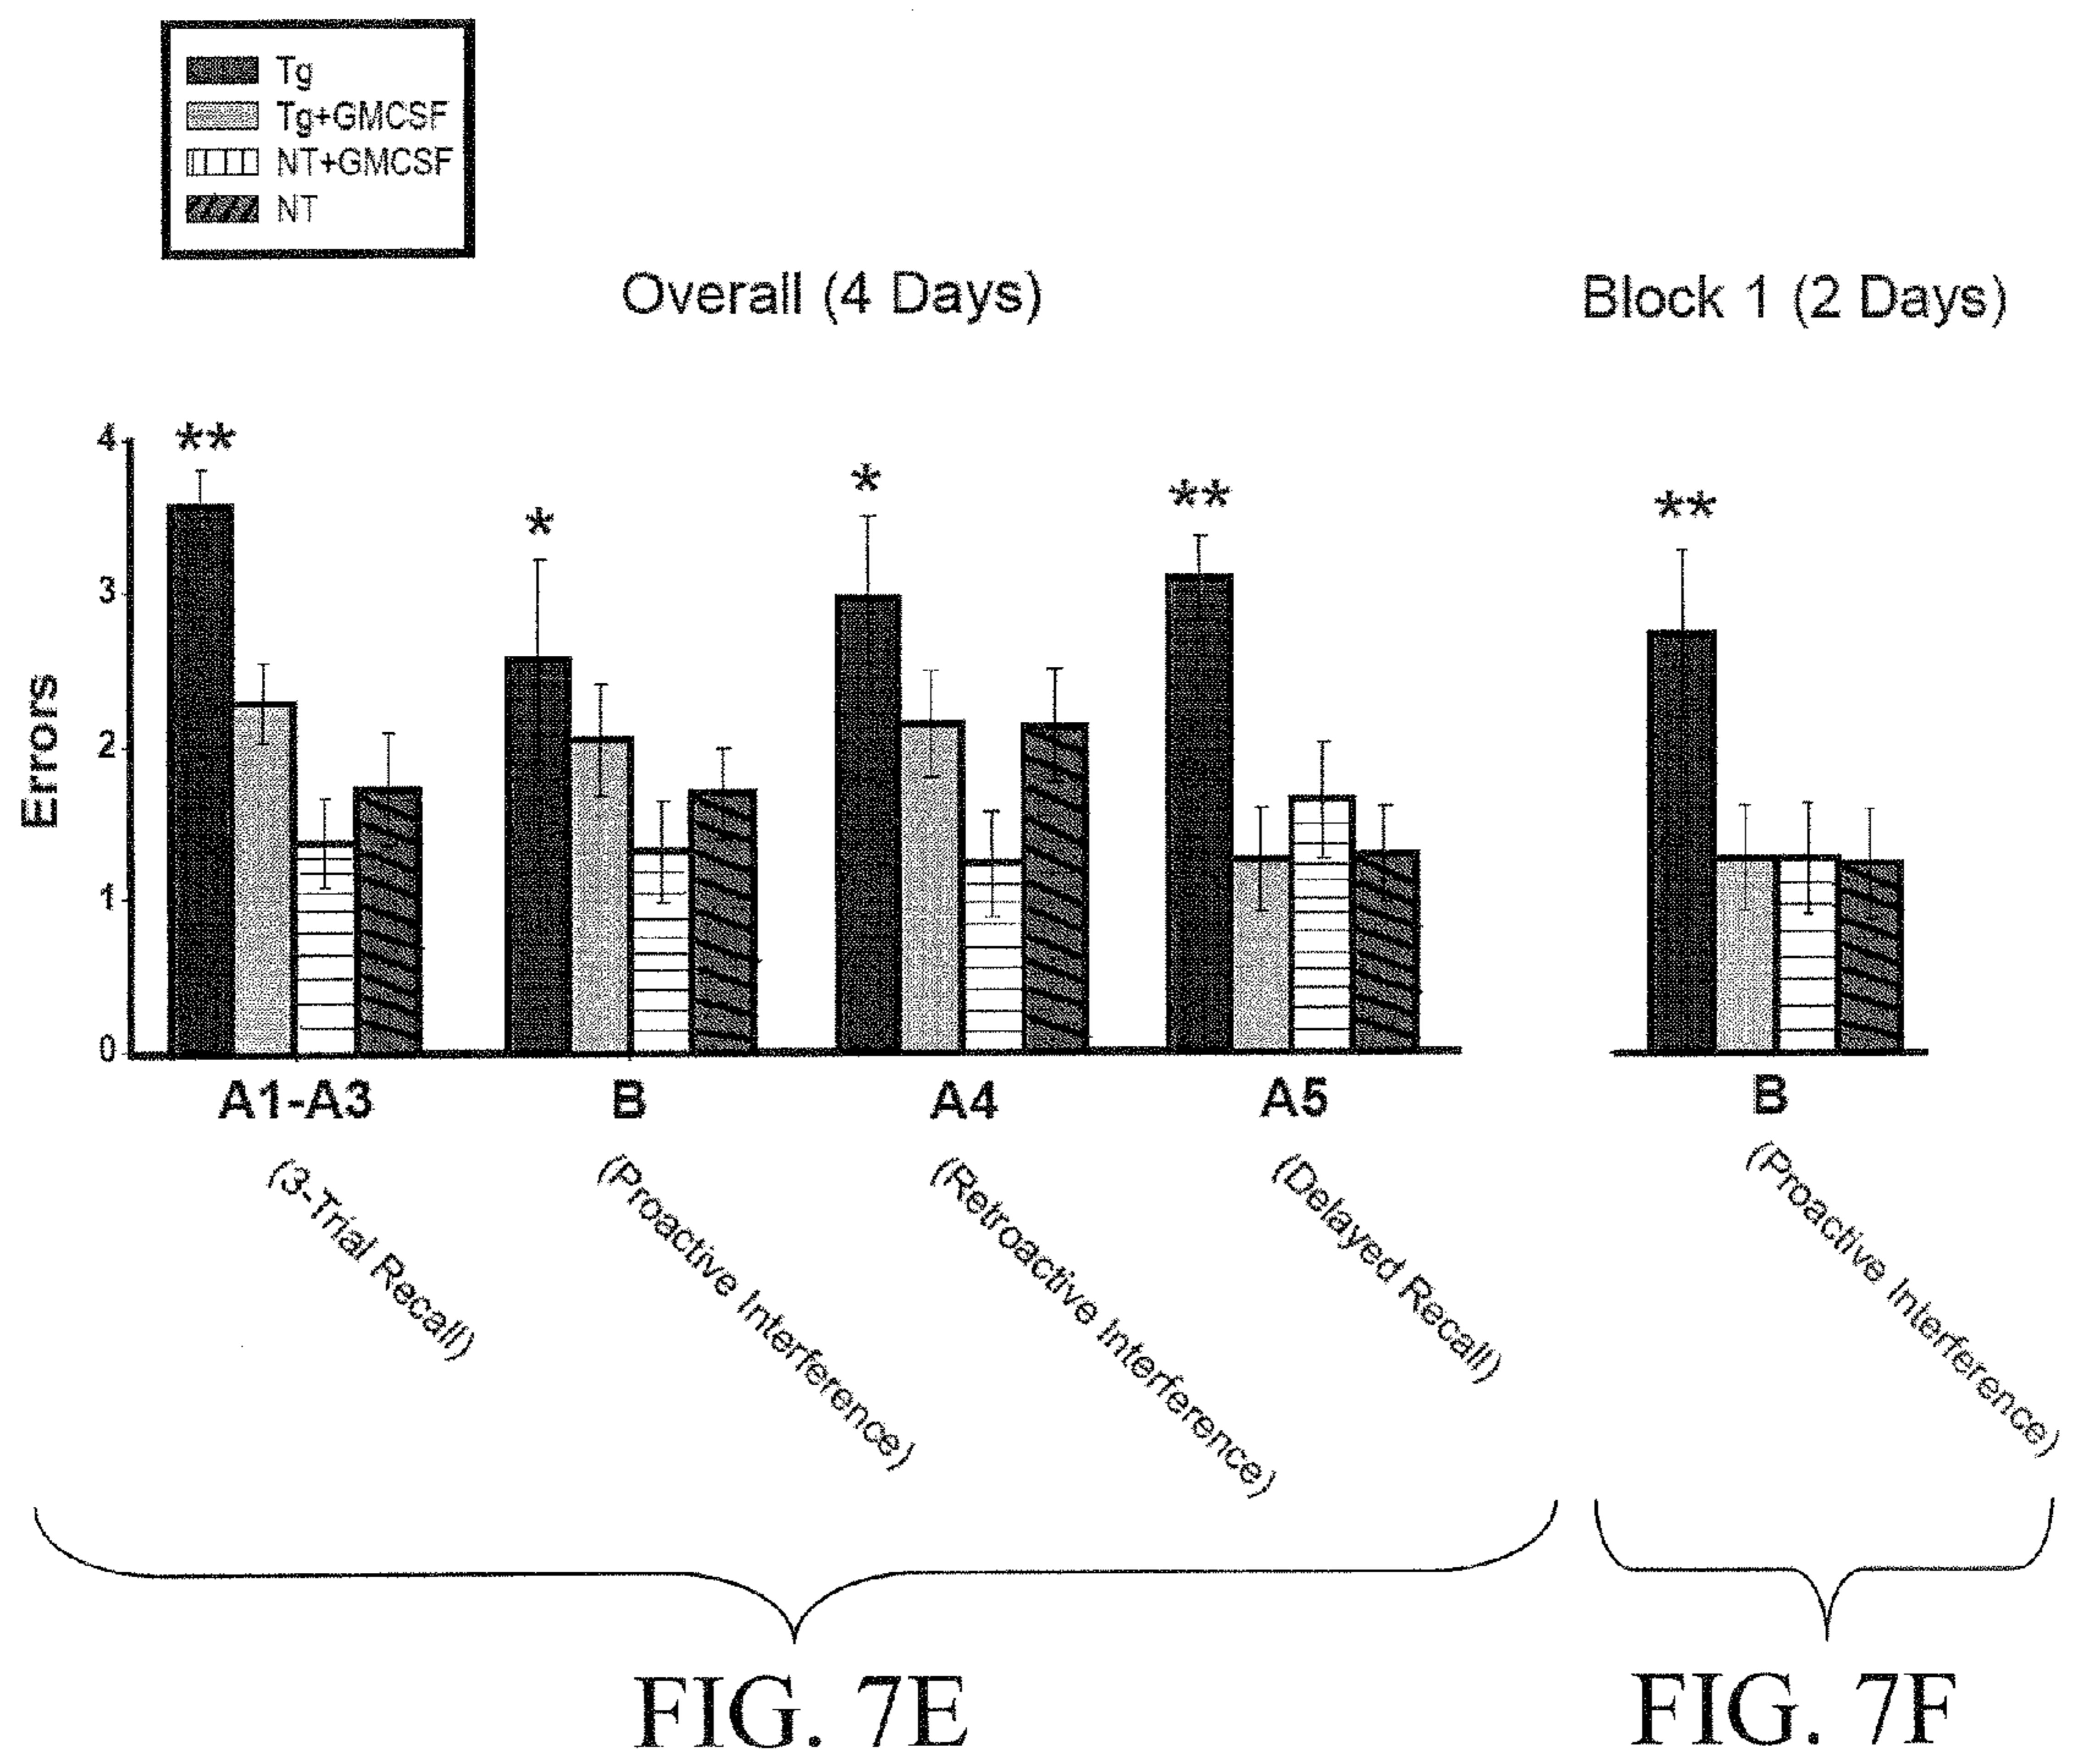 Tg
Tg+GMCSF
NT+GMCSF
NT
Overall (4 Days)
Block 1 (2 Days)
Errors
4
3
2
1
0
**
*
*
**
**
A1-A3
B
A4
A5
B
(3-Trial Recall)
(Proactive Interference)
(Retroactive Interference)
(Delayed Recall)
(Proactive Interference)
FIG. 7E
FIG. 7F